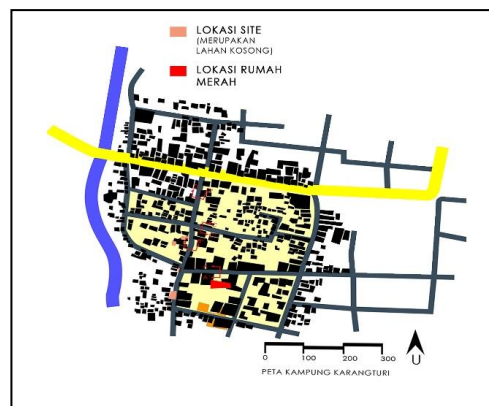 LOKASI SITE
(MERUPAKAN
LAHAN KOSONG)
LOKASI RUMAH
MERAH
0 100 200 300
U
PETA KAMPUNG KARANGTURI